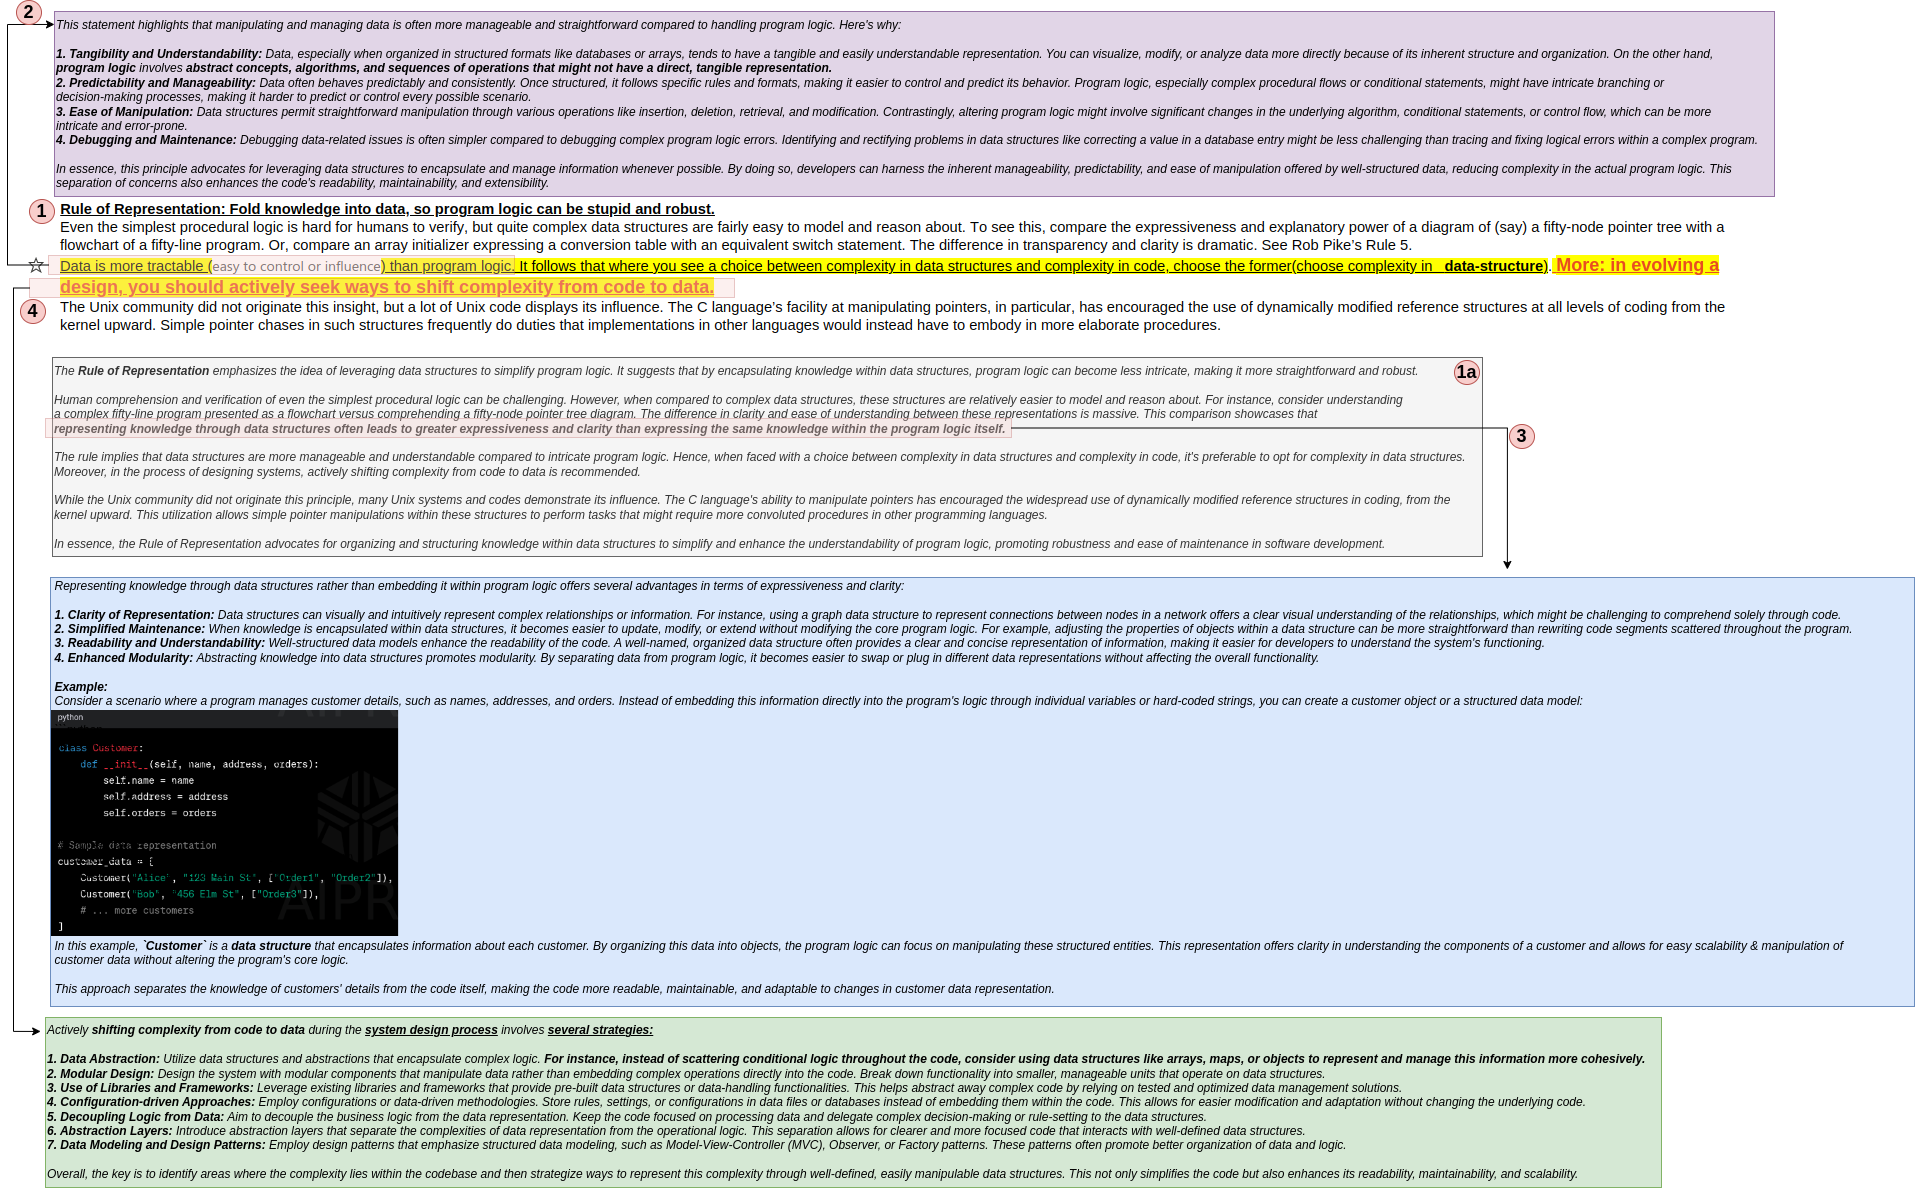 2
This statement highlights that manipulating and managing data is often more manageable and straightforward compared to handling program logic. Here's why:
1. Tangibility and Understandability: Data, especially when organized in structured formats like databases or arrays, tends to have a tangible and easily understandable representation. You can visualize, modify, or analyze data more directly because of its inherent structure and organization. On the other hand,
program logic involves abstract concepts, algorithms, and sequences of operations that might not have a direct, tangible representation.
2. Predictability and Manageability: Data often behaves predictably and consistently. Once structured, it follows specific rules and formats, making it easier to control and predict its behavior. Program logic, especially complex procedural flows or conditional statements, might have intricate branching or
decision-making processes, making it harder to predict or control every possible scenario.
3. Ease of Manipulation: Data structures permit straightforward manipulation through various operations like insertion, deletion, retrieval, and modification. Contrastingly, altering program logic might involve significant changes in the underlying algorithm, conditional statements, or control flow, which can be more
intricate and error-prone.
4. Debugging and Maintenance: Debugging data-related issues is often simpler compared to debugging complex program logic errors. Identifying and rectifying problems in data structures like correcting a value in a database entry might be less challenging than tracing and fixing logical errors within a complex program.
In essence, this principle advocates for leveraging data structures to encapsulate and manage information whenever possible. By doing so, developers can harness the inherent manageability, predictability, and ease of manipulation offered by well-structured data, reducing complexity in the actual program logic. This
separation of concerns also enhances the code's readability, maintainability, and extensibility.
1
Rule of Representation: Fold knowledge into data, so program logic can be stupid and robust.
Even the simplest procedural logic is hard for humans to verify, but quite complex data structures are fairly easy to model and reason about. To see this, compare the expressiveness and explanatory power of a diagram of (say) a fifty-node pointer tree with a
flowchart of a fifty-line program. Or, compare an array initializer expressing a conversion table with an equivalent switch statement. The difference in transparency and clarity is dramatic. See Rob Pike's Rule 5.
Data is more tractable (easy to control or influence) than program logic. It follows that where you see a choice between complexity in data structures and complexity in code, choose the former(choose complexity in data-structure). More: in evolving a
design, you should actively seek ways to shift complexity from code to data.
4
The Unix community did not originate this insight, but a lot of Unix code displays its influence. The C language's facility at manipulating pointers, in particular, has encouraged the use of dynamically modified reference structures at all levels of coding from the
kernel upward. Simple pointer chases in such structures frequently do duties that implementations in other languages would instead have to embody in more elaborate procedures.
1a
The Rule of Representation emphasizes the idea of leveraging data structures to simplify program logic. It suggests that by encapsulating knowledge within data structures, program logic can become less intricate, making it more straightforward and robust.
Human comprehension and verification of even the simplest procedural logic can be challenging. However, when compared to complex data structures, these structures are relatively easier to model and reason about. For instance, consider understanding
a complex fifty-line program presented as a flowchart versus comprehending a fifty-node pointer tree diagram. The difference in clarity and ease of understanding between these representations is massive. This comparison showcases that
representing knowledge through data structures often leads to greater expressiveness and clarity than expressing the same knowledge within the program logic itself.
3
The rule implies that data structures are more manageable and understandable compared to intricate program logic. Hence, when faced with a choice between complexity in data structures and complexity in code, it's preferable to opt for complexity in data structures.
Moreover, in the process of designing systems, actively shifting complexity from code to data is recommended.
While the Unix community did not originate this principle, many Unix systems and codes demonstrate its influence. The C language's ability to manipulate pointers has encouraged the widespread use of dynamically modified reference structures in coding, from the
kernel upward. This utilization allows simple pointer manipulations within these structures to perform tasks that might require more convoluted procedures in other programming languages.
In essence, the Rule of Representation advocates for organizing and structuring knowledge within data structures to simplify and enhance the understandability of program logic, promoting robustness and ease of maintenance in software development.
Representing knowledge through data structures rather than embedding it within program logic offers several advantages in terms of expressiveness and clarity:
1. Clarity of Representation: Data structures can visually and intuitively represent complex relationships or information. For instance, using a graph data structure to represent connections between nodes in a network offers a clear visual understanding of the relationships, which might be challenging to comprehend solely through code.
2. Simplified Maintenance: When knowledge is encapsulated within data structures, it becomes easier to update, modify, or extend without modifying the core program logic. For example, adjusting the properties of objects within a data structure can be more straightforward than rewriting code segments scattered throughout the program.
3. Readability and Understandability: Well-structured data models enhance the readability of the code. A well-named, organized data structure often provides a clear and concise representation of information, making it easier for developers to understand the system's functioning.
4. Enhanced Modularity: Abstracting knowledge into data structures promotes modularity. By separating data from program logic, it becomes easier to swap or plug in different data representations without affecting the overall functionality.
Example:
Consider a scenario where a program manages customer details, such as names, addresses, and orders. Instead of embedding this information directly into the program's logic through individual variables or hard-coded strings, you can create a customer object or a structured data model:
python
class Customer:
def __init__(self, name, address, orders):
self.name = name
self.address = address
self.orders = orders
# Sample data representation
customer_data = [
Customer("Alice", "123 Main St", ["Order1", "Order2"]),
Customer("Bob", "456 Elm St", ["Order3"]),
# ... more customers
]
AIPR
In this example, `Customer` is a data structure that encapsulates information about each customer. By organizing this data into objects, the program logic can focus on manipulating these structured entities. This representation offers clarity in understanding the components of a customer and allows for easy scalability & manipulation of
customer data without altering the program's core logic.
This approach separates the knowledge of customers' details from the code itself, making the code more readable, maintainable, and adaptable to changes in customer data representation.
Actively shifting complexity from code to data during the system design process involves several strategies:
1. Data Abstraction: Utilize data structures and abstractions that encapsulate complex logic. For instance, instead of scattering conditional logic throughout the code, consider using data structures like arrays, maps, or objects to represent and manage this information more cohesively.
2. Modular Design: Design the system with modular components that manipulate data rather than embedding complex operations directly into the code. Break down functionality into smaller, manageable units that operate on data structures.
3. Use of Libraries and Frameworks: Leverage existing libraries and frameworks that provide pre-built data structures or data-handling functionalities. This helps abstract away complex code by relying on tested and optimized data management solutions.
4. Configuration-driven Approaches: Employ configurations or data-driven methodologies. Store rules, settings, or configurations in data files or databases instead of embedding them within the code. This allows for easier modification and adaptation without changing the underlying code.
5. Decoupling Logic from Data: Aim to decouple the business logic from the data representation. Keep the code focused on processing data and delegate complex decision-making or rule-setting to the data structures.
6. Abstraction Layers: Introduce abstraction layers that separate the complexities of data representation from the operational logic. This separation allows for clearer and more focused code that interacts with well-defined data structures.
7. Data Modeling and Design Patterns: Employ design patterns that emphasize structured data modeling, such as Model-View-Controller (MVC), Observer, or Factory patterns. These patterns often promote better organization of data and logic.
Overall, the key is to identify areas where the complexity lies within the codebase and then strategize ways to represent this complexity through well-defined, easily manipulable data structures. This not only simplifies the code but also enhances its readability, maintainability, and scalability.